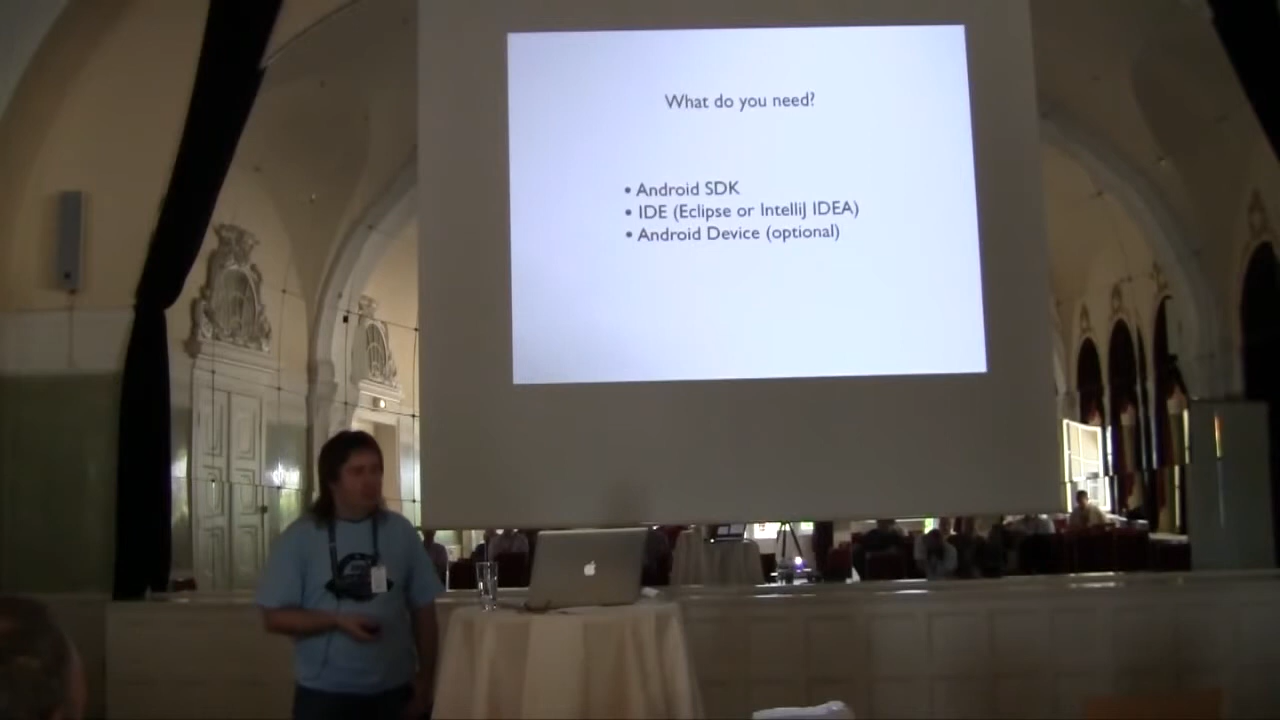 What do you need?
• Android SDK
• IDE (Eclipse or IntelliJ IDEA)
• Android Device (optional)